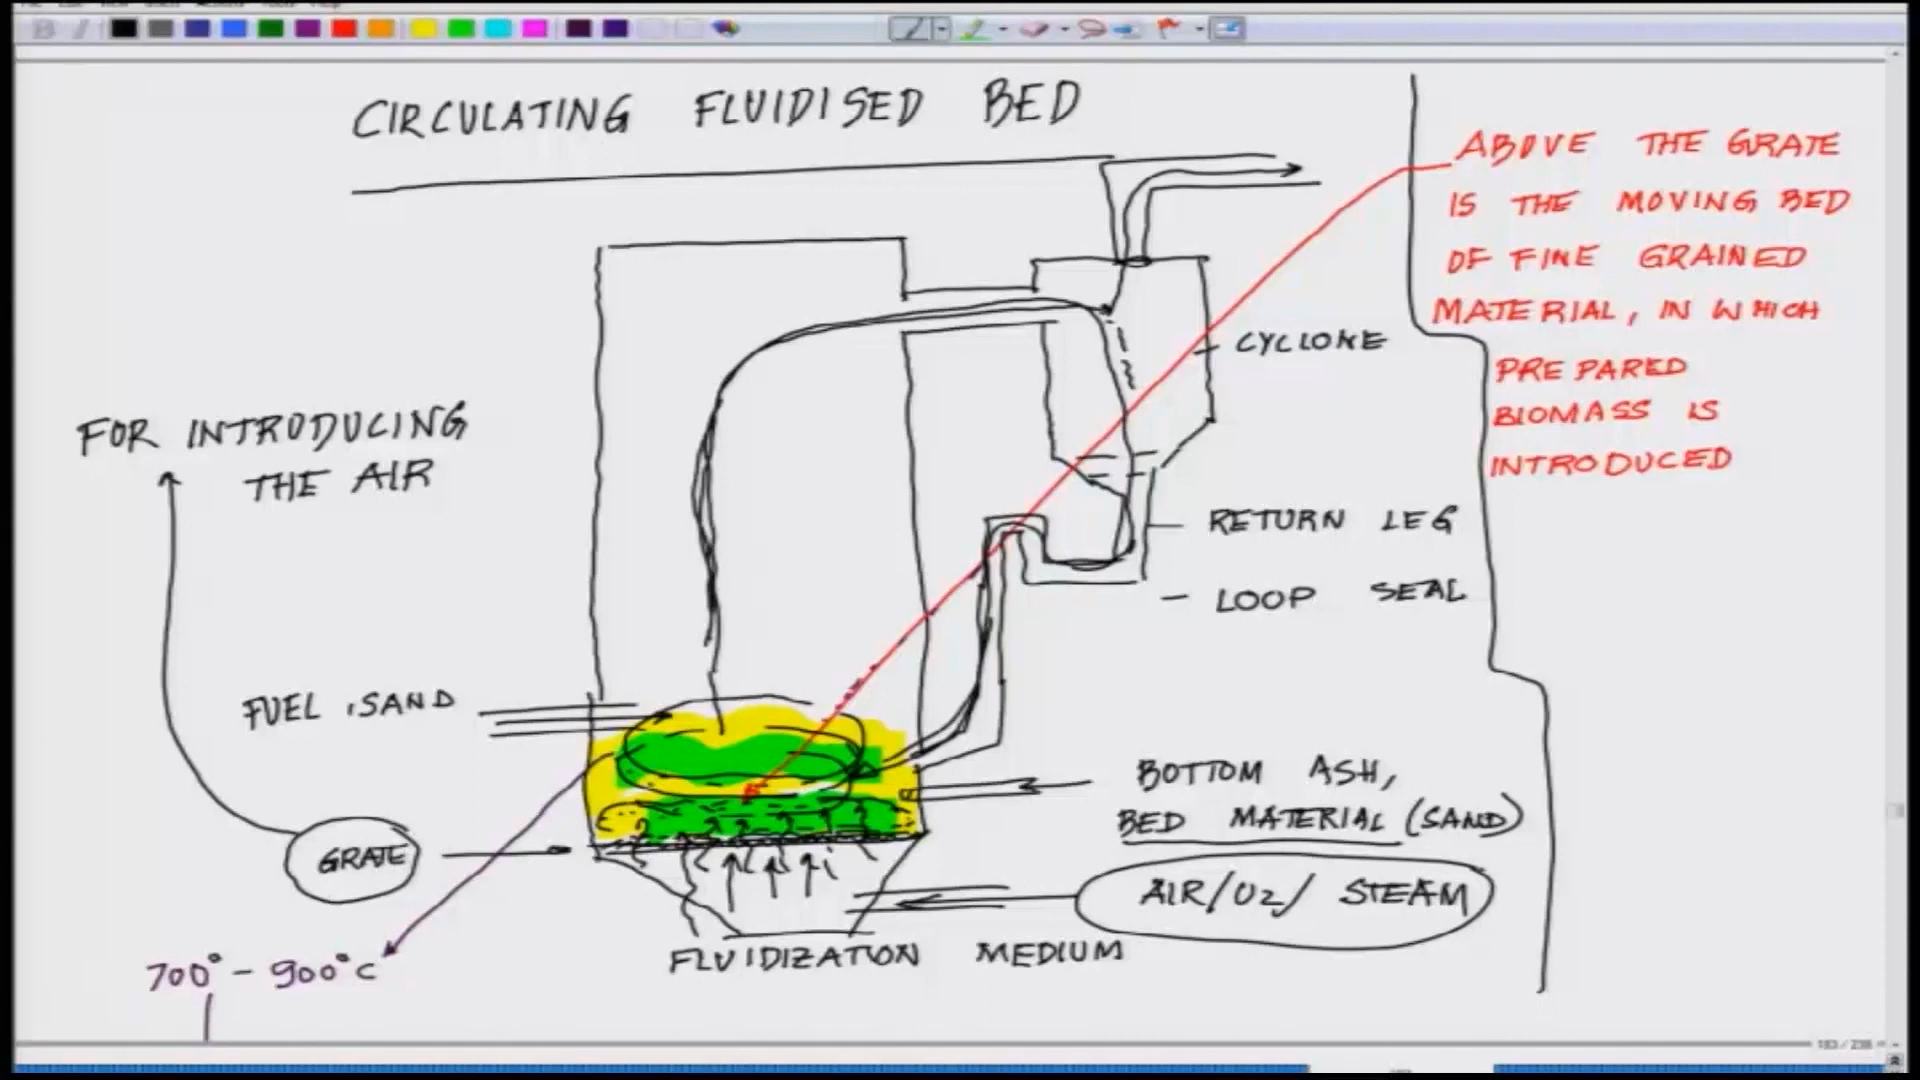 CIRCULATING FLUIDISED BED
ABOVE THE GRATE
IS THE MOVING BED
OF FINE GRAINED
MATERIAL, IN WHICH
PREPARED
BIOMASS IS
INTRODUCED
CYCLONE
FOR INTRODUCING
THE AIR
RETURN LEG
LOOP SEAL
FUEL, SAND
BOTTOM ASH,
BED MATERIAL (SAND)
GRATE
AIR/O2/ STEAM
FLUIDIZATION MEDIUM
700° - 900°C
183 / 238